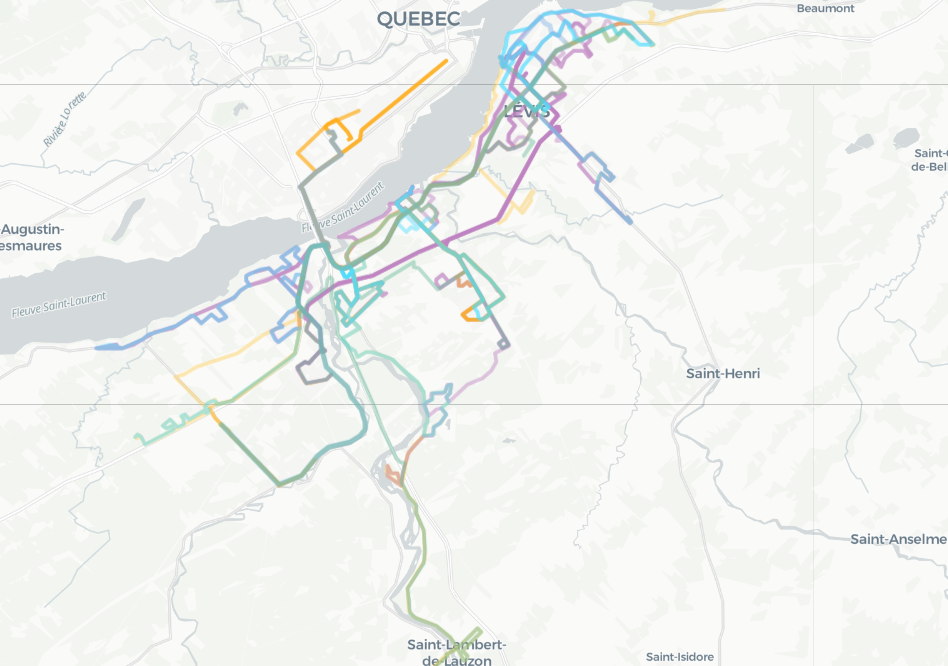 QUEBEC
Beaumont
Rivière Lorette
LÉVIS
Saint-
de-Bel
Fleuve Saint-Laurent
-Augustin-
esmaures
Fleuve Saint-Laurent
Saint-Henri
Saint-Anselme
Saint-Lambert-
de-Lauzon
Saint-Isidore